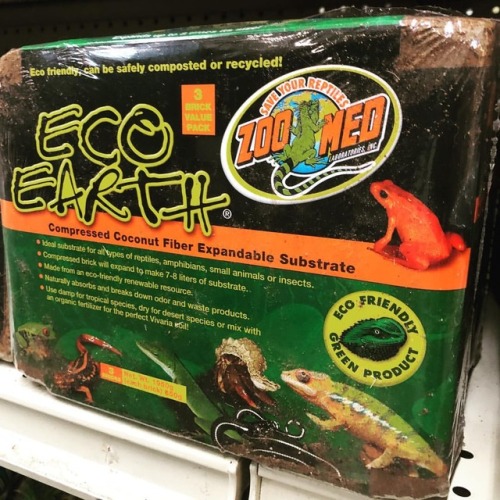 Eco friendly, can be safely composted or recycled!
3
BRICK
VALUE
PACK
SAVE YOUR REPTILES
ZOO MED
LABORATORIES, INC.
ECO
EARTH®
Compressed Coconut Fiber Expandable Substrate
• Ideal substrate for all types of reptiles, amphibians, small animals or insects.
• Compressed brick will expand to make 7-8 liters of substrate.
• Made from an eco-friendly renewable resource.
• Naturally absorbs and breaks down odor and waste products.
• Use damp for tropical species, dry for desert species or mix with
an organic fertilizer for the perfect Vivaria soil!
ECO FRIENDLY
GREEN PRODUCT
3